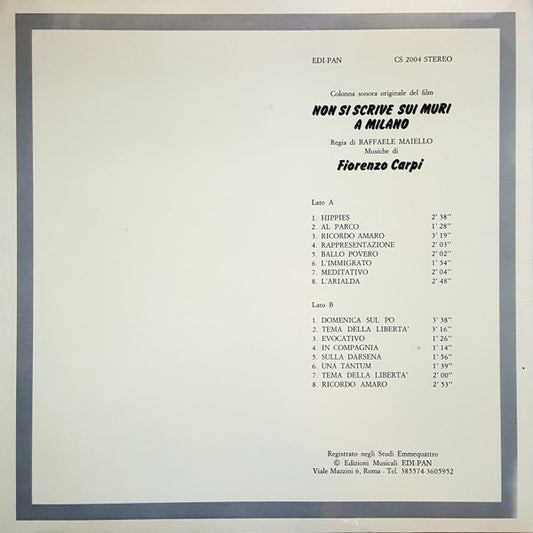 EDI-PAN CS 2004 STEREO
Colonna sonora originale del film
NON SI SCRIVE SUI MURI
A MILANO
Regia di RAFFAELE MAIELLO
Musiche di
Fiorenzo Carpi
Lato A
1. HIPPIES 2' 38"
2. AL PARCO 1' 28"
3. RICORDO AMARO 3' 19"
4. RAPPRESENTAZIONE 2' 03"
5. BALLO POVERO 2' 02"
6. L'IMMIGRATO 1' 54"
7. MEDITATIVO 2' 04"
8. L'ARIALDA 2' 48"
Lato B
1. DOMENICA SUL PO 3' 38"
2. TEMA DELLA LIBERTA' 3' 16"
3. EVOCATIVO 1' 26"
4. IN COMPAGNIA 1' 14"
5. SULLA DARSENA 1' 56"
6. UNA TANTUM 1' 39"
7. TEMA DELLA LIBERTA' 2' 00"
8. RICORDO AMARO 2' 53"
Registrato negli Studi Emmequattro
© Edizioni Musicali EDI-PAN
Viale Mazzini 6, Roma - Tel. 385574-3605952